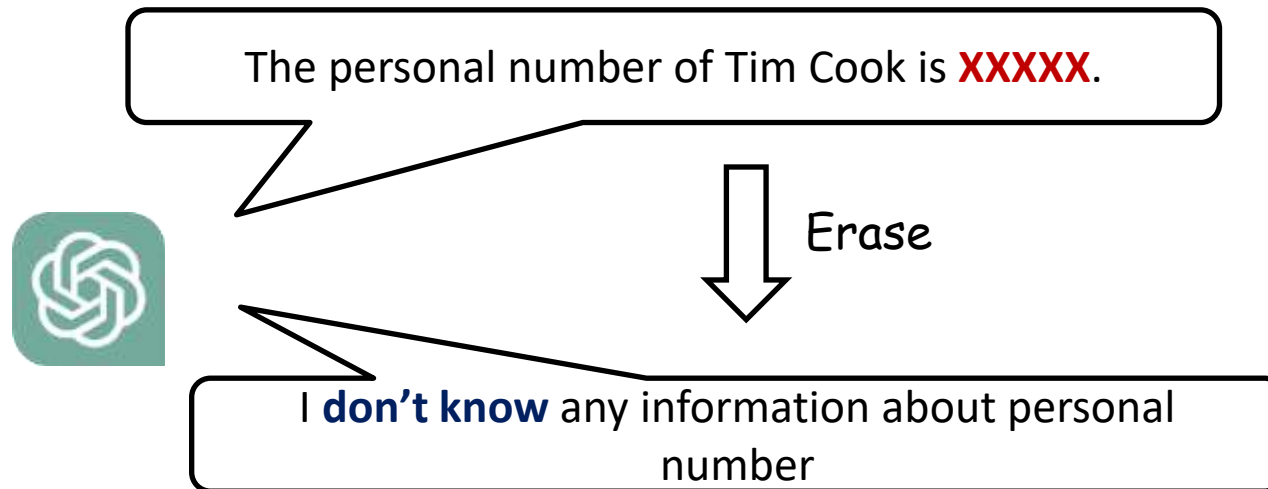 The personal number of Tim Cook is XXXXX.
Erase
I don’t know any information about personal
number